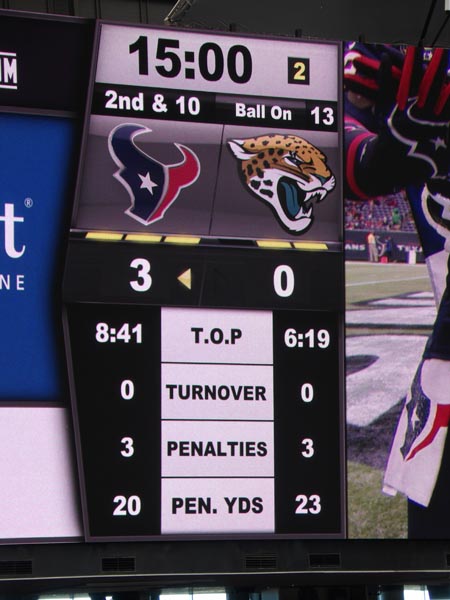 15:00 2
2nd & 10 Ball On 13
3 0
8:41 T.O.P 6:19
0 TURNOVER 0
3 PENALTIES 3
20 PEN. YDS 23